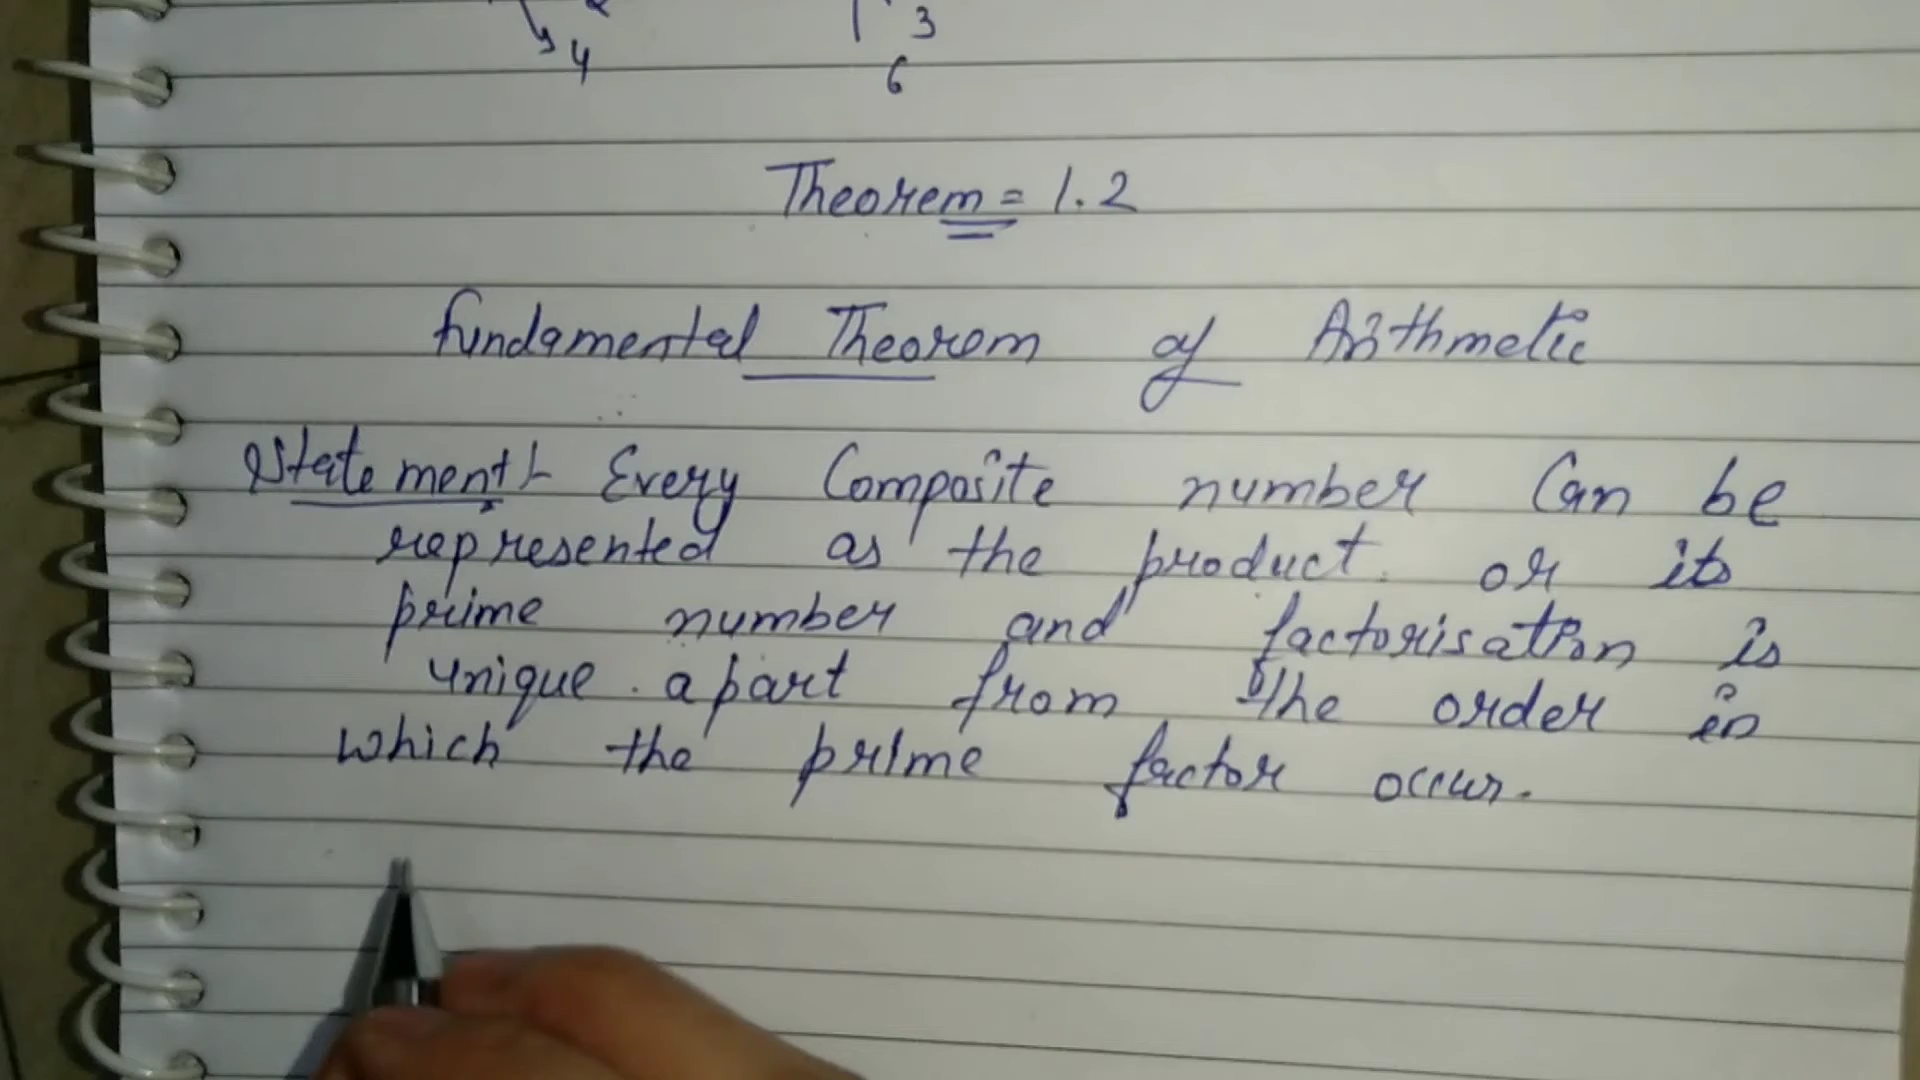 4 3
6
Theorem = 1.2
fundamental Theorem of Arithmetic
Statement :- Every Composite number Can be
represented as the product or its
prime number and factorisation is
unique. apart from the order in
which the prime factor occur.